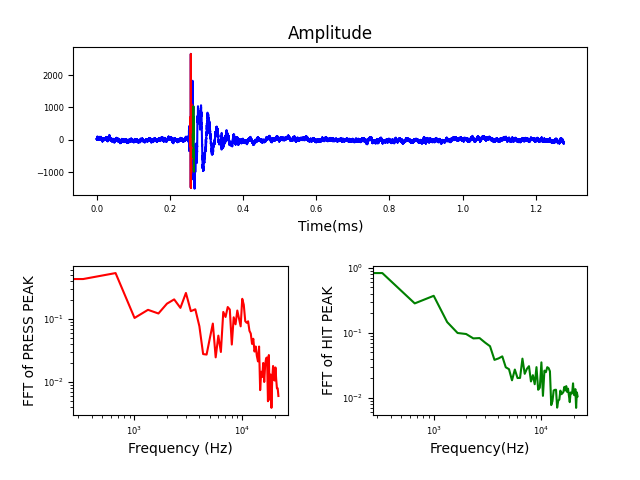 Amplitude
2000
1000
0
−1000
0.0 0.2 0.4 0.6 0.8 1.0 1.2
Time(ms)
FFT of PRESS PEAK
10⁻¹
10⁻²
10³ 10⁴
Frequency (Hz)
FFT of HIT PEAK
10⁰
10⁻¹
10⁻²
10³ 10⁴
Frequency(Hz)